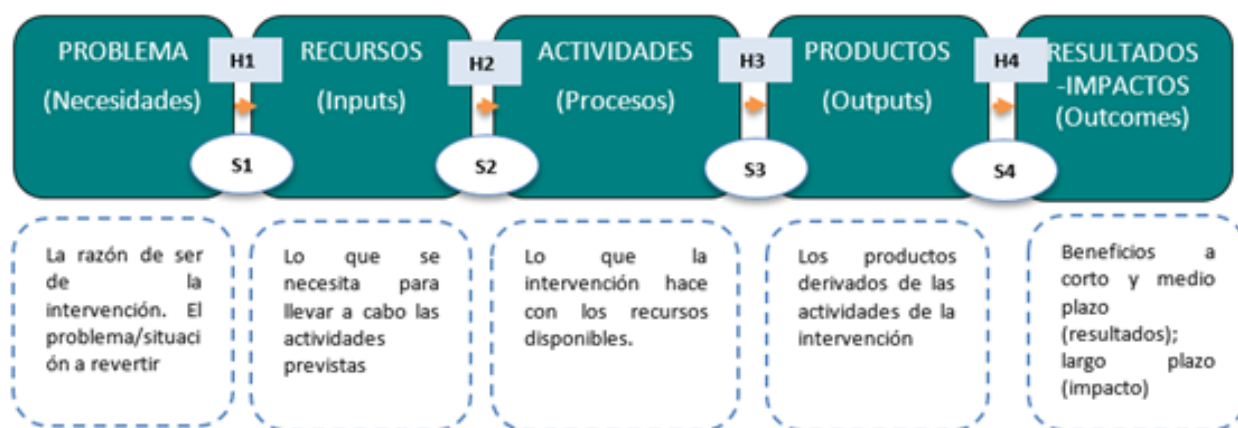 PROBLEMA
(Necesidades)
H1
S1
RECURSOS
(Inputs)
H2
S2
ACTIVIDADES
(Procesos)
H3
S3
PRODUCTOS
(Outputs)
H4
S4
RESULTADOS
-IMPACTOS
(Outcomes)
La razón de ser
de la
intervención. El
problema/situaci
ón a revertir
Lo que se
necesita para
llevar a cabo las
actividades
previstas
Lo que la
intervención hace
con los recursos
disponibles.
Los productos
derivados de las
actividades de la
intervención
Beneficios a
corto y medio
plazo
(resultados);
largo plazo
(impacto)